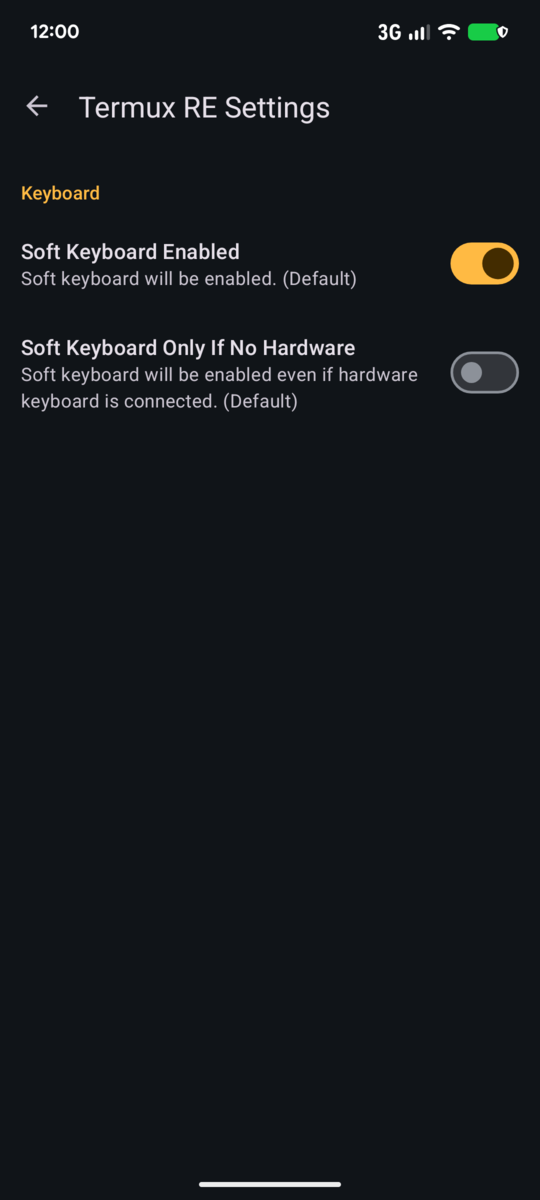 12:00
3G
Termux RE Settings
Keyboard
Soft Keyboard Enabled
Soft keyboard will be enabled. (Default)
Soft Keyboard Only If No Hardware
Soft keyboard will be enabled even if hardware
keyboard is connected. (Default)